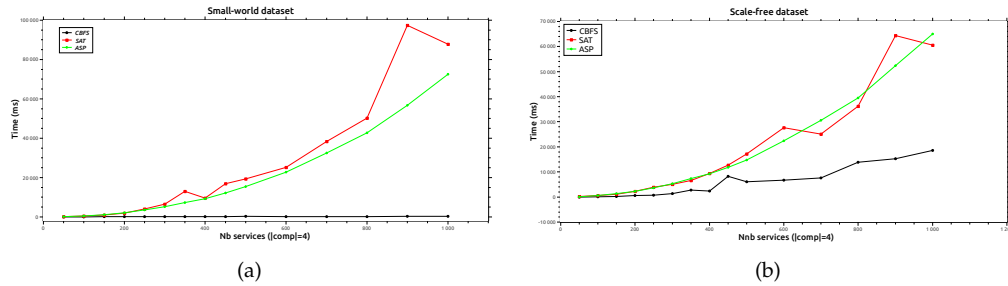 Small-world dataset
CBFS
SAT
ASP
Time (ms)
100 000
80 000
60 000
40 000
20 000
0
0
200
400
600
800
1 000
Nb services (|comp|=4)
(a)
Scale-free dataset
CBFS
SAT
ASP
Time (ms)
70 000
60 000
50 000
40 000
30 000
20 000
10 000
0
-10 000
0
200
400
600
800
1 000
1 2
Nnb services (|comp|=4)
(b)